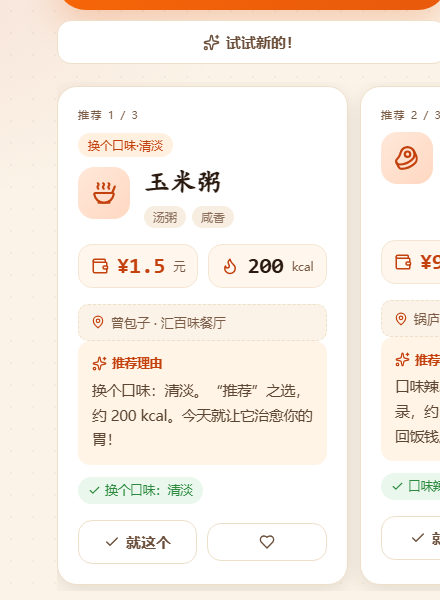 试试新的！
推荐 1 / 3
换个口味·清淡
玉米粥
汤粥 咸香
¥1.5 元
200 kcal
曾包子 · 汇百味餐厅
推荐理由
换个口味：清淡。 “推荐”之选，
约 200 kcal。今天就让它治愈你的
胃！
换个口味：清淡
就这个
推荐 2 / 3
¥9
锅庐
推荐
口味辣
录，约
回饭钱
口味辣